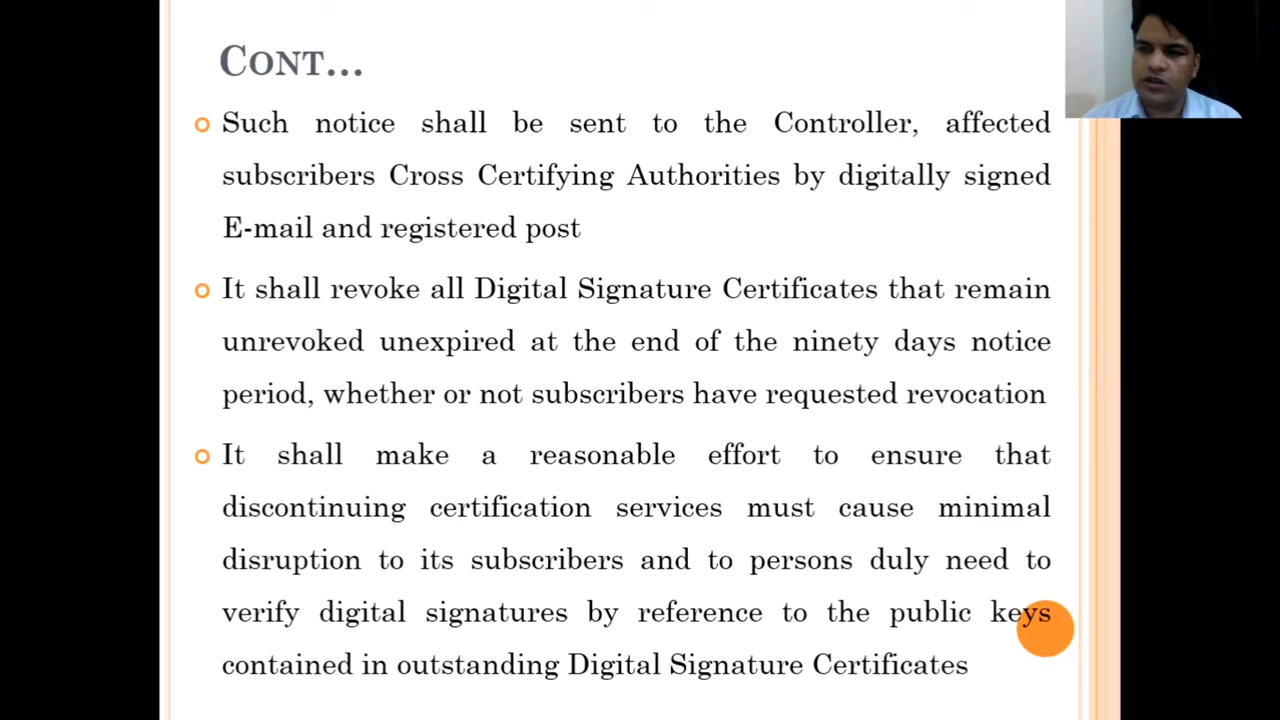 CONT...
Such notice shall be sent to the Controller, affected
subscribers Cross Certifying Authorities by digitally signed
E-mail and registered post
It shall revoke all Digital Signature Certificates that remain
unrevoked unexpired at the end of the ninety days notice
period, whether or not subscribers have requested revocation
It shall make a reasonable effort to ensure that
discontinuing certification services must cause minimal
disruption to its subscribers and to persons duly need to
verify digital signatures by reference to the public keys
contained in outstanding Digital Signature Certificates